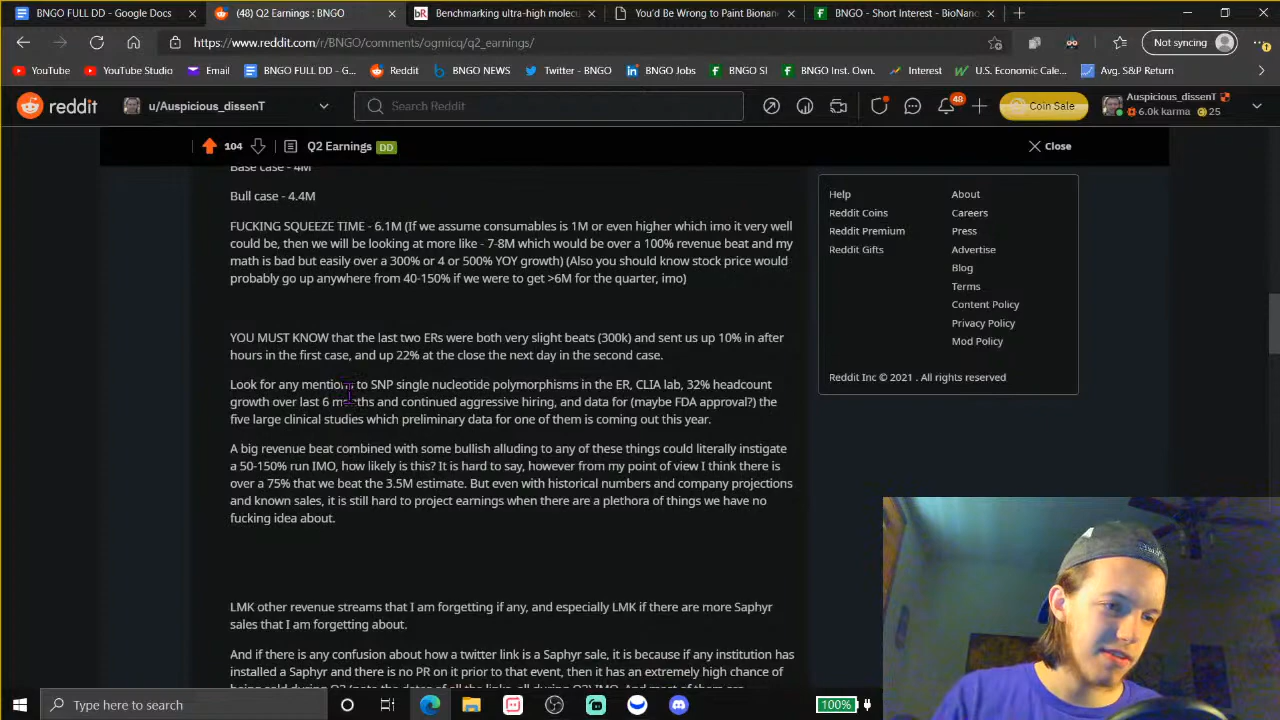 BNGO FULL DD - Google Docs
(48) Q2 Earnings : BNGO
Benchmarking ultra-high molecu
You'd Be Wrong to Paint Bionan
BNGO - Short Interest - BioNano
https://www.reddit.com/r/BNGO/comments/ogmicq/q2_earnings/
Not syncing
YouTube
YouTube Studio
Email
BNGO FULL DD - G...
Reddit
BNGO NEWS
Twitter - BNGO
BNGO Jobs
BNGO SI
BNGO Inst. Own.
Interest
U.S. Economic Cale...
Avg. S&P Return
reddit
u/Auspicious_dissenT
Search Reddit
48
Coin Sale
Auspicious_dissenT
6.0k karma
25
104
Q2 Earnings DD
Close
Base case - 4M
Bull case - 4.4M
FUCKING SQUEEZE TIME - 6.1M (If we assume consumables is 1M or even higher which imo it very well
could be, then we will be looking at more like - 7-8M which would be over a 100% revenue beat and my
math is bad but easily over a 300% or 4 or 500% YOY growth) (Also you should know stock price would
probably go up anywhere from 40-150% if we were to get >6M for the quarter, imo)
YOU MUST KNOW that the last two ERs were both very slight beats (300k) and sent us up 10% in after
hours in the first case, and up 22% at the close the next day in the second case.
Look for any mention to SNP single nucleotide polymorphisms in the ER, CLIA lab, 32% headcount
growth over last 6 months and continued aggressive hiring, and data for (maybe FDA approval?) the
five large clinical studies which preliminary data for one of them is coming out this year.
A big revenue beat combined with some bullish alluding to any of these things could literally instigate
a 50-150% run IMO, how likely is this? It is hard to say, however from my point of view I think there is
over a 75% that we beat the 3.5M estimate. But even with historical numbers and company projections
and known sales, it is still hard to project earnings when there are a plethora of things we have no
fucking idea about.
LMK other revenue streams that I am forgetting if any, and especially LMK if there are more Saphyr
sales that I am forgetting about.
And if there is any confusion about how a twitter link is a Saphyr sale, it is because if any institution has
installed a Saphyr and there is no PR on it prior to that event, then it has an extremely high chance of
Help
About
Reddit Coins
Careers
Reddit Premium
Press
Reddit Gifts
Advertise
Blog
Terms
Content Policy
Privacy Policy
Mod Policy
Reddit Inc © 2021 . All rights reserved
Type here to search
100%